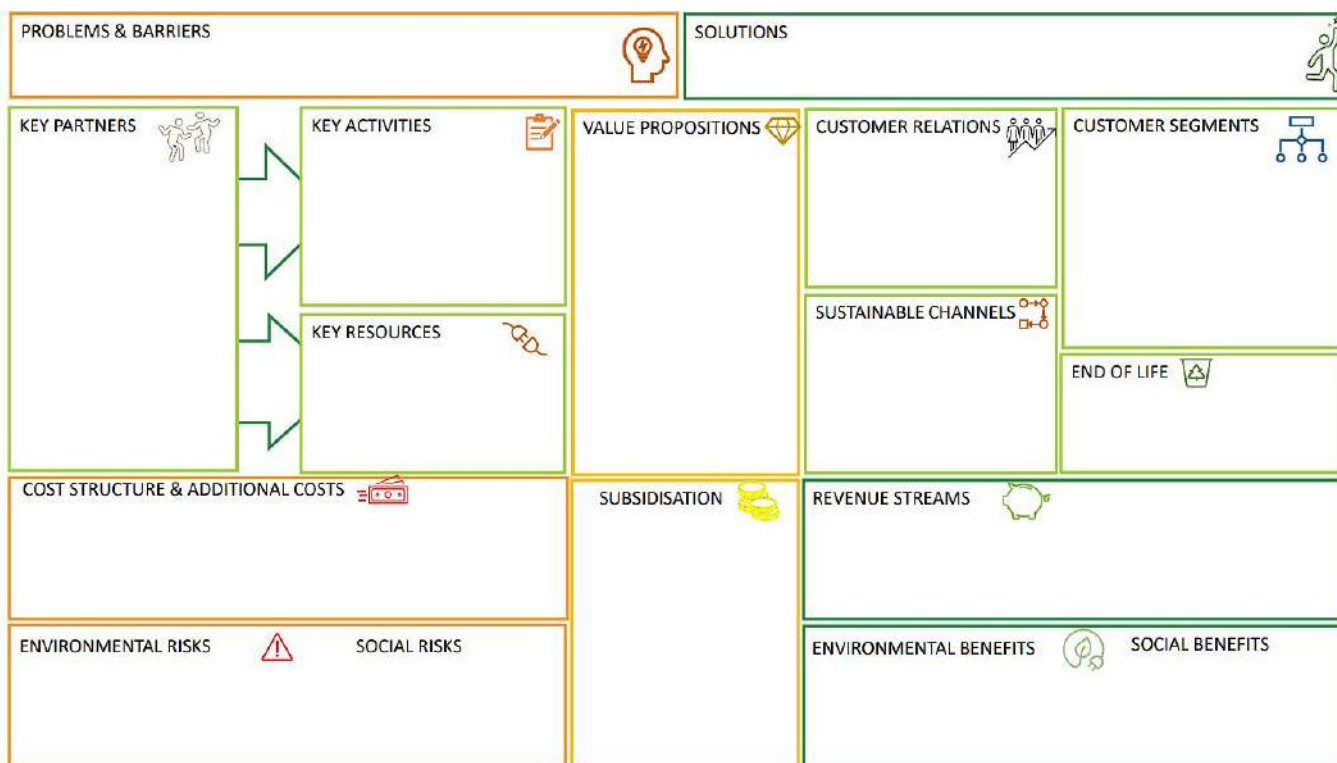 PROBLEMS & BARRIERS
SOLUTIONS
KEY PARTNERS
KEY ACTIVITIES
VALUE PROPOSITIONS
CUSTOMER RELATIONS
CUSTOMER SEGMENTS
KEY RESOURCES
SUSTAINABLE CHANNELS
END OF LIFE
COST STRUCTURE & ADDITIONAL COSTS
SUBSIDISATION
REVENUE STREAMS
ENVIRONMENTAL RISKS
SOCIAL RISKS
ENVIRONMENTAL BENEFITS
SOCIAL BENEFITS